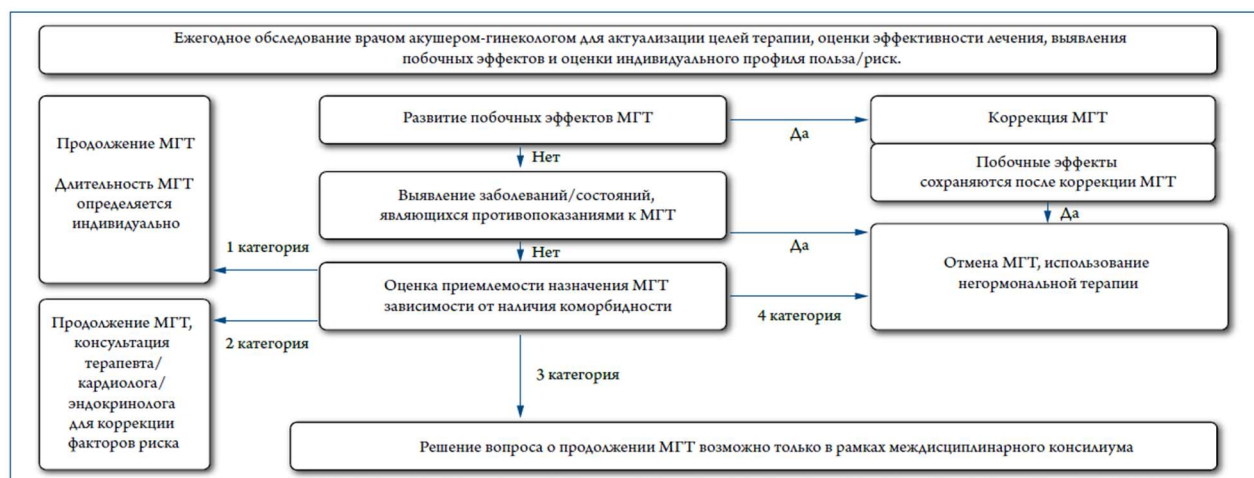 Ежегодное обследование врачом акушером-гинекологом для актуализации целей терапии, оценки эффективности лечения, выявления
побочных эффектов и оценки индивидуального профиля польза/риск.
Продолжение МГТ
Длительность МГТ
определяется
индивидуально
Развитие побочных эффектов МГТ
Да
Коррекция МГТ
Нет
Побочные эффекты
сохраняются после коррекции МГТ
Выявление заболеваний/состояний,
являющихся противопоказаниями к МГТ
Да
Да
Нет
1 категория
Отмена МГТ, использование
негормональной терапии
Оценка приемлемости назначения МГТ
зависимости от наличия коморбидности
4 категория
2 категория
Продолжение МГТ,
консультация
терапевта/
кардиолога/
эндокринолога
для коррекции
факторов риска
3 категория
Решение вопроса о продолжении МГТ возможно только в рамках междисциплинарного консилиума